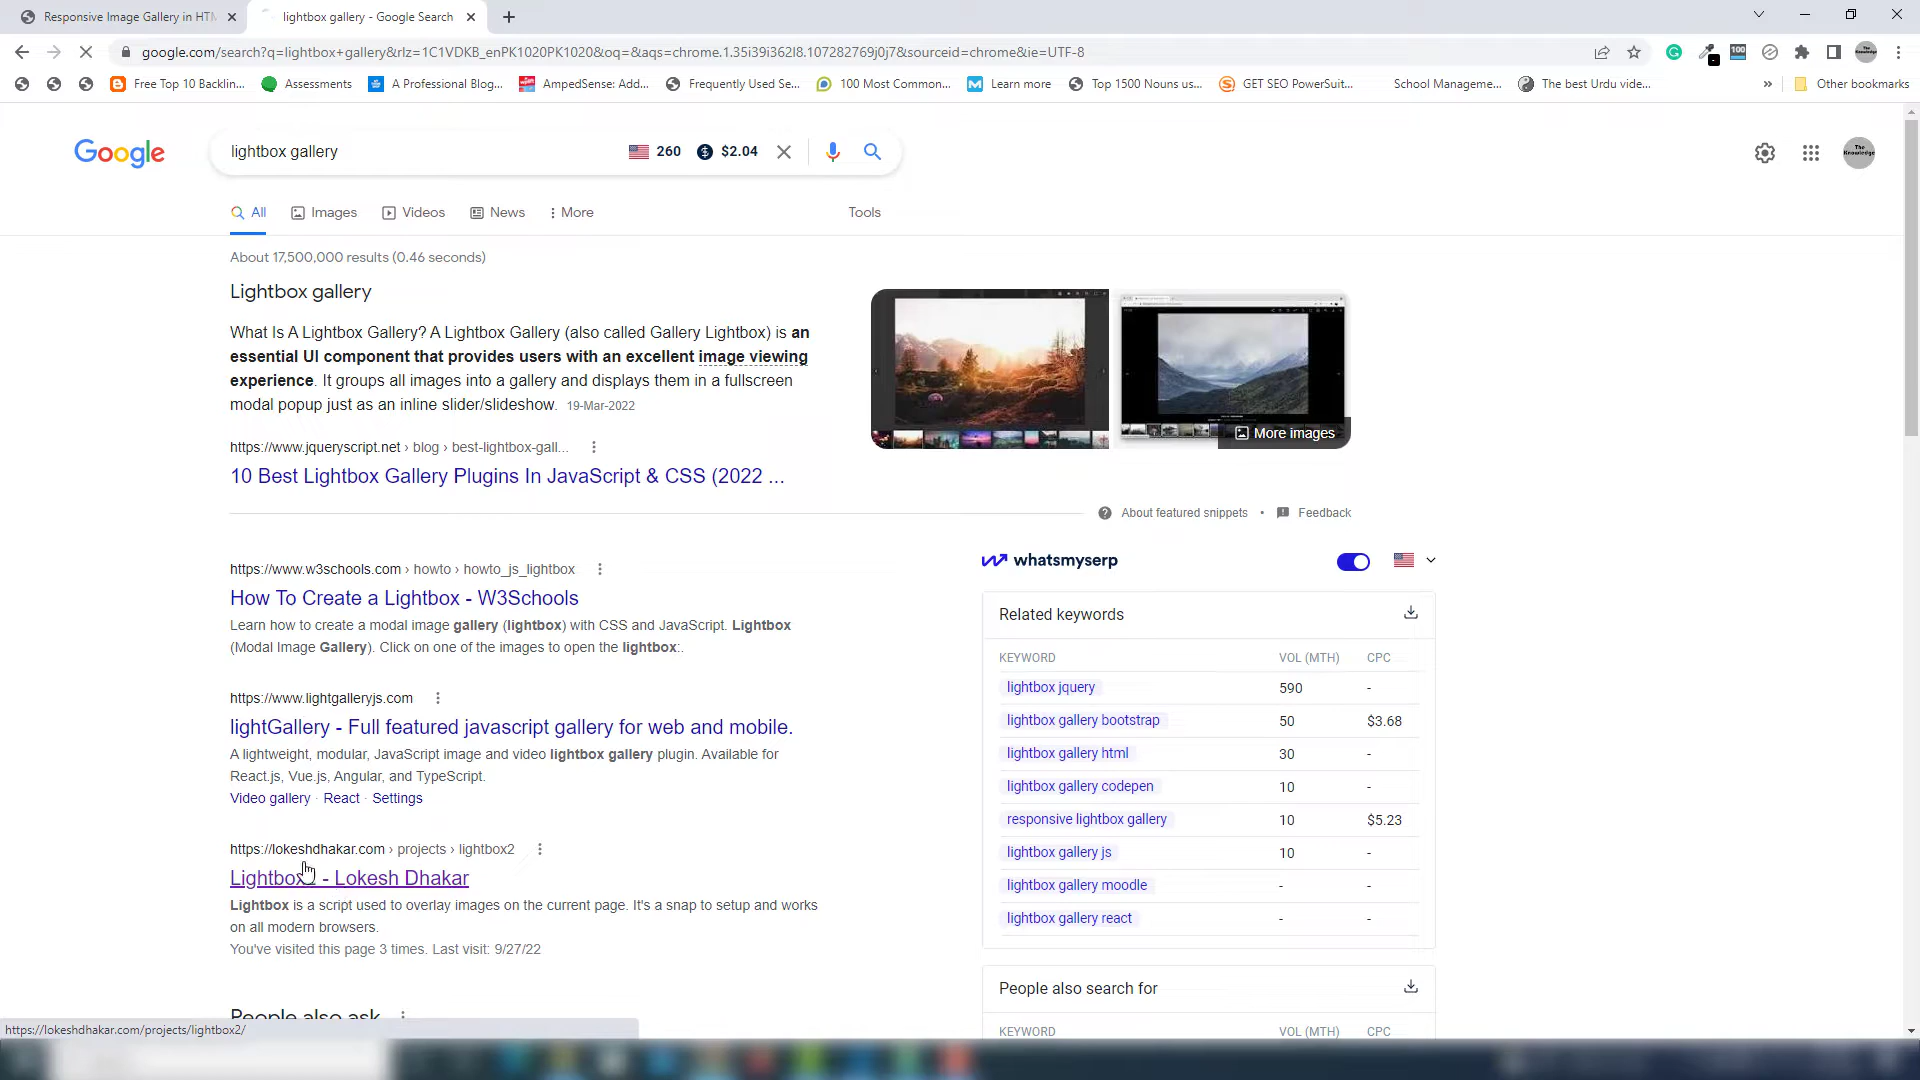 Responsive Image Gallery in HTM
lightbox gallery - Google Search
google.com/search?q=lightbox+gallery&rlz=1C1VDKB_enPK1020PK1020&oq=&aqs=chrome.1.35i39i362l8.107282769j0j7&sourceid=chrome&ie=UTF-8
100
Free Top 10 Backlin...
Assessments
A Professional Blog...
AmpedSense: Add...
Frequently Used Se...
100 Most Common...
Learn more
Top 1500 Nouns us...
GET SEO PowerSuit...
School Manageme...
The best Urdu vide...
»
Other bookmarks
Google
lightbox gallery
260
$2.04
The Knowledge
All
Images
Videos
News
More
Tools
About 17,500,000 results (0.46 seconds)
Lightbox gallery
What Is A Lightbox Gallery? A Lightbox Gallery (also called Gallery Lightbox) is an
essential UI component that provides users with an excellent image viewing
experience. It groups all images into a gallery and displays them in a fullscreen
modal popup just as an inline slider/slideshow. 19-Mar-2022
More images
https://www.jqueryscript.net › blog › best-lightbox-gall...
10 Best Lightbox Gallery Plugins In JavaScript & CSS (2022 ...
About featured snippets • Feedback
https://www.w3schools.com › howto › howto_js_lightbox
How To Create a Lightbox - W3Schools
Learn how to create a modal image gallery (lightbox) with CSS and JavaScript. Lightbox
(Modal Image Gallery). Click on one of the images to open the lightbox:.
https://www.lightgalleryjs.com
lightGallery - Full featured javascript gallery for web and mobile.
A lightweight, modular, JavaScript image and video lightbox gallery plugin. Available for
React.js, Vue.js, Angular, and TypeScript.
Video gallery · React · Settings
https://lokeshdhakar.com › projects › lightbox2
Lightbox2 - Lokesh Dhakar
Lightbox is a script used to overlay images on the current page. It's a snap to setup and works
on all modern browsers.
You've visited this page 3 times. Last visit: 9/27/22
People also ask
https://lokeshdhakar.com/projects/lightbox2/
whatsmyserp
Related keywords
KEYWORD VOL (MTH) CPC
lightbox jquery 590 -
lightbox gallery bootstrap 50 $3.68
lightbox gallery html 30 -
lightbox gallery codepen 10 -
responsive lightbox gallery 10 $5.23
lightbox gallery js 10 -
lightbox gallery moodle - -
lightbox gallery react - -
People also search for
KEYWORD VOL (MTH) CPC